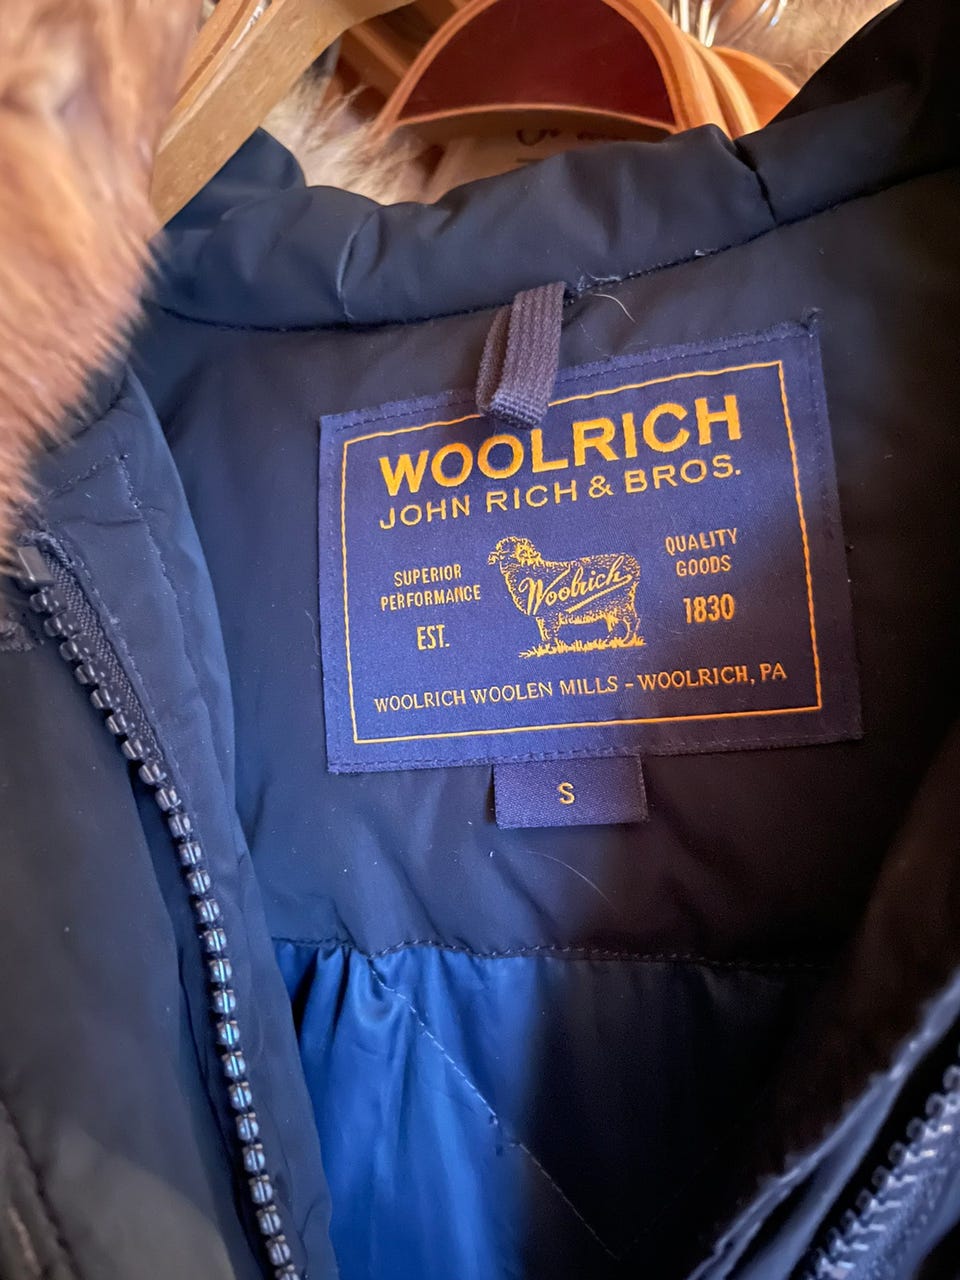 WOOLRICH
JOHN RICH & BROS.
SUPERIOR
PERFORMANCE
EST.
Woolrich
QUALITY
GOODS
1830
WOOLRICH WOOLEN MILLS - WOOLRICH, PA
S